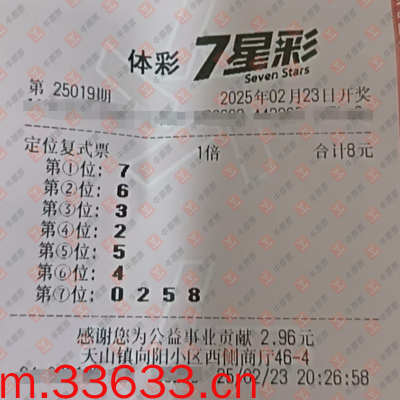 体彩 7星彩
Seven Stars
第 25019期 2025年02月23日开奖
定位复式票 1倍 合计8元
第①位: 7
第②位: 6
第③位: 3
第④位: 2
第⑤位: 5
第⑥位: 4
第⑦位: 0 2 5 8
感谢您为公益事业贡献 2.96元
天山镇向阳小区西侧商厅46-4
25/02/23 20:26:58
m.33633.cn